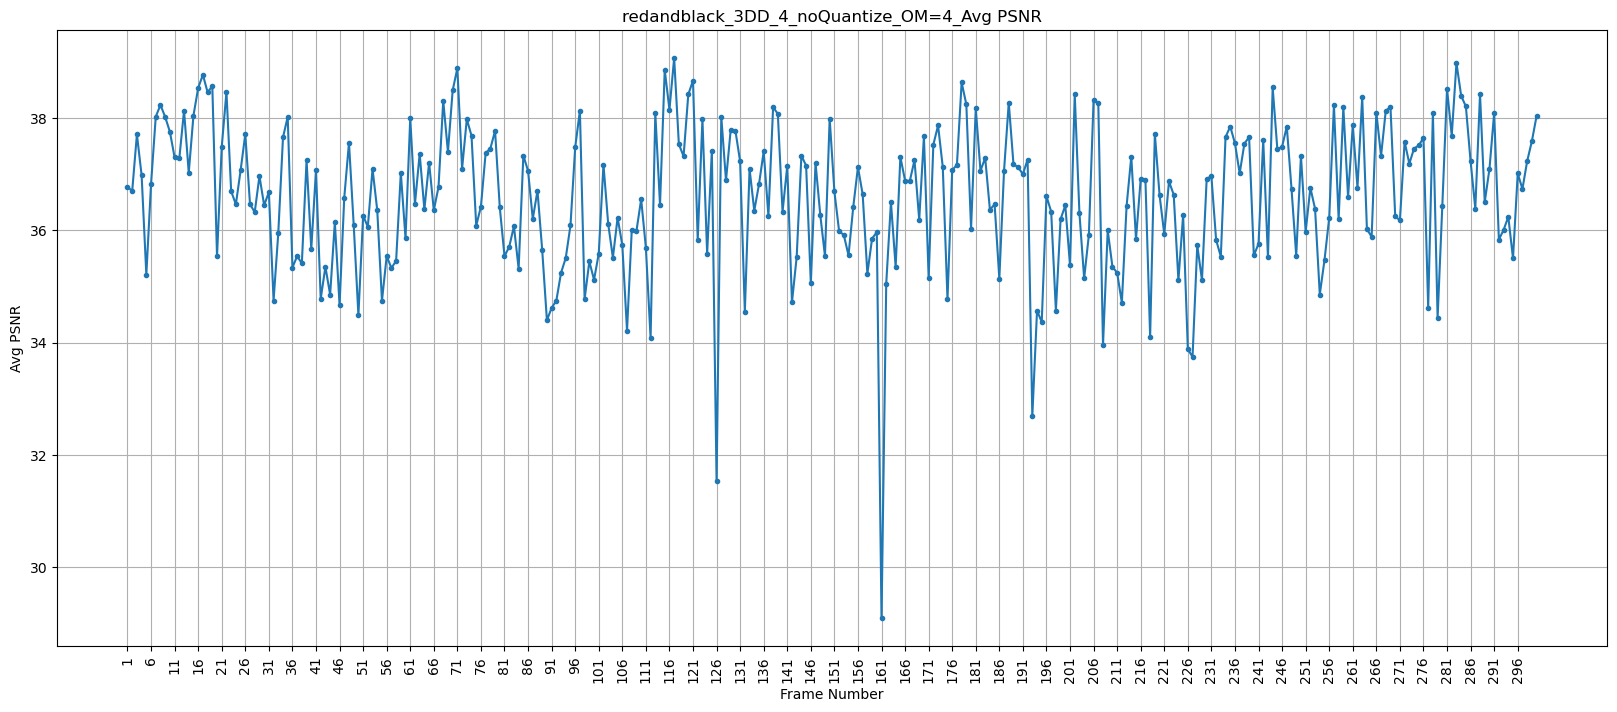 redandblack_3DD_4_noQuantize_OM=4_Avg PSNR
Avg PSNR
38
36
34
32
30
1 6 11 16 21 26 31 36 41 46 51 56 61 66 71 76 81 86 91 96 101 106 111 116 121 126 131 136 141 146 151 156 161 166 171 176 181 186 191 196 201 206 211 216 221 226 231 236 241 246 251 256 261 266 271 276 281 286 291 296
Frame Number